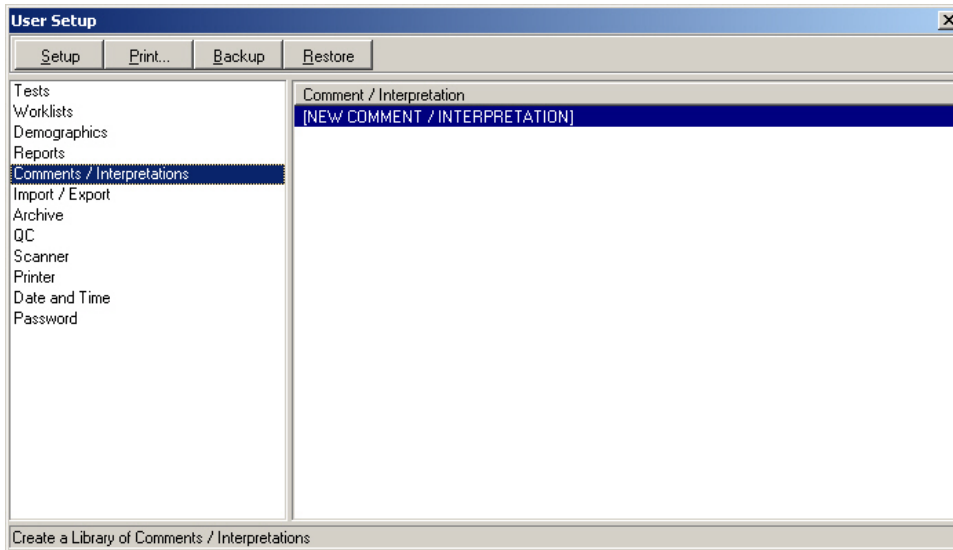 User Setup
Setup Print... Backup Restore
Tests
Worklists
Demographics
Reports
Comments / Interpretations
Import / Export
Archive
QC
Scanner
Printer
Date and Time
Password
Comment / Interpretation
[NEW COMMENT / INTERPRETATION]
Create a Library of Comments / Interpretations